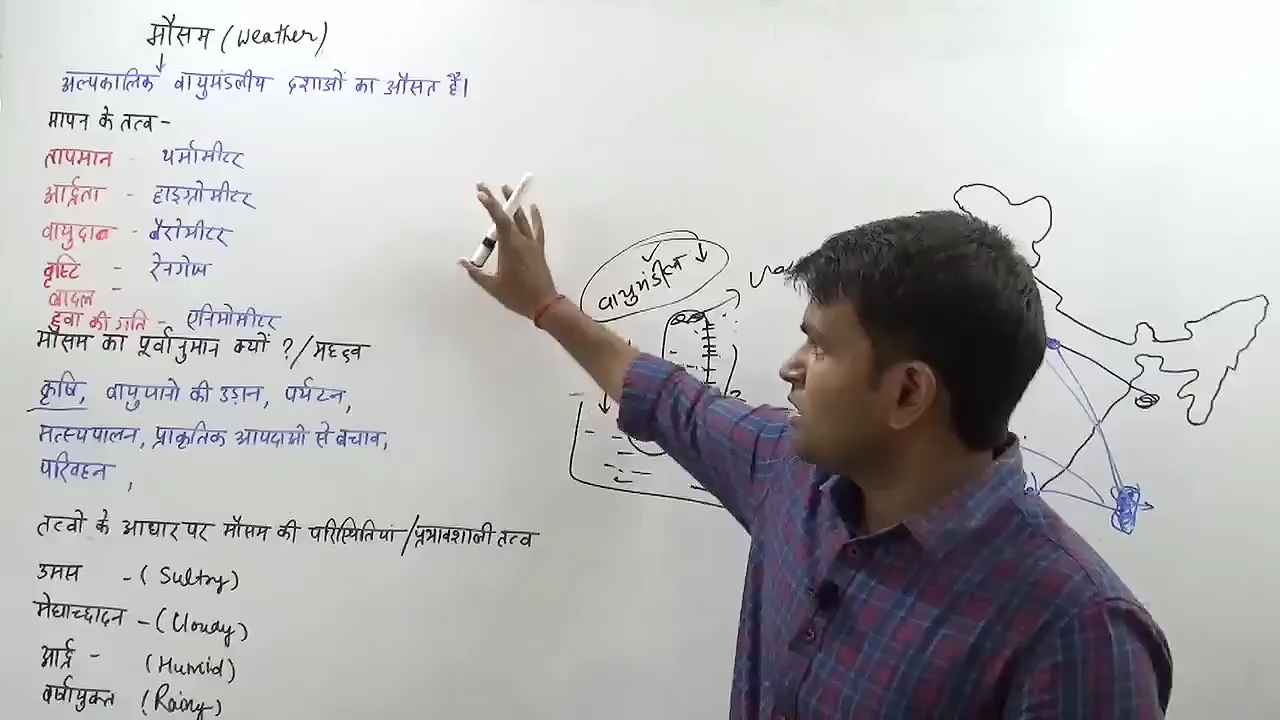 मौसम (Weather)
अल्पकालिक वायुमंडलीय दशाओं का औसत है।
मापन के तत्व -
तापमान - थर्मामीटर
आर्द्रता - हाइग्रोमीटर
वायुदाब - बैरोमीटर
वृष्टि - रेनगेज
बादल -
हवा की गति - एनिमोमीटर
मौसम का पूर्वानुमान क्यों ? / महत्व
कृषि, वायुयानो की उड़ान, पर्यटन,
मत्स्यपालन, प्राकृतिक आपदाओं से बचाव,
परिवहन ,
तत्वों के आधार पर मौसम की परिस्थितियां / प्रभावशाली तत्व
उमस - (Sultry)
मेघाच्छादन - (Cloudy)
आर्द्र - (Humid)
वर्षायुक्त (Rainy)
वायुमंडल